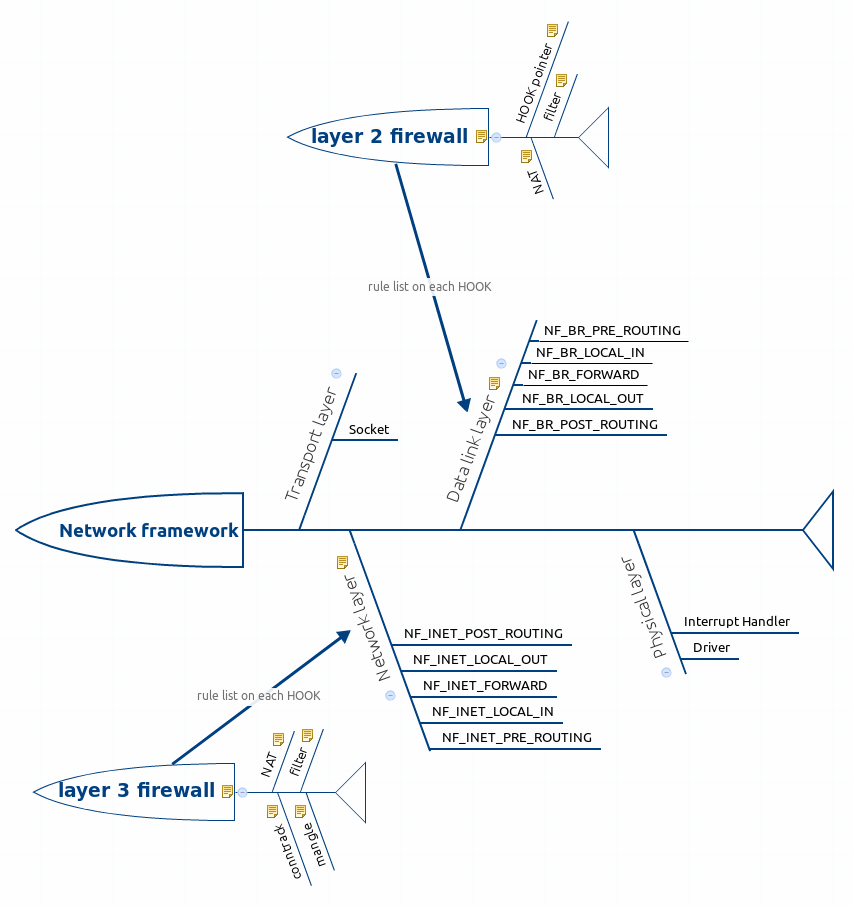 HOOK pointer
filter
layer 2 firewall
NAT
rule list on each HOOK
NF_BR_PRE_ROUTING
NF_BR_LOCAL_IN
NF_BR_FORWARD
NF_BR_LOCAL_OUT
NF_BR_POST_ROUTING
Data link layer
Transport layer
Socket
Network framework
Network layer
NF_INET_POST_ROUTING
NF_INET_LOCAL_OUT
NF_INET_FORWARD
NF_INET_LOCAL_IN
NF_INET_PRE_ROUTING
Physical layer
Interrupt Handler
Driver
rule list on each HOOK
NAT
filter
layer 3 firewall
conntrack
mangle